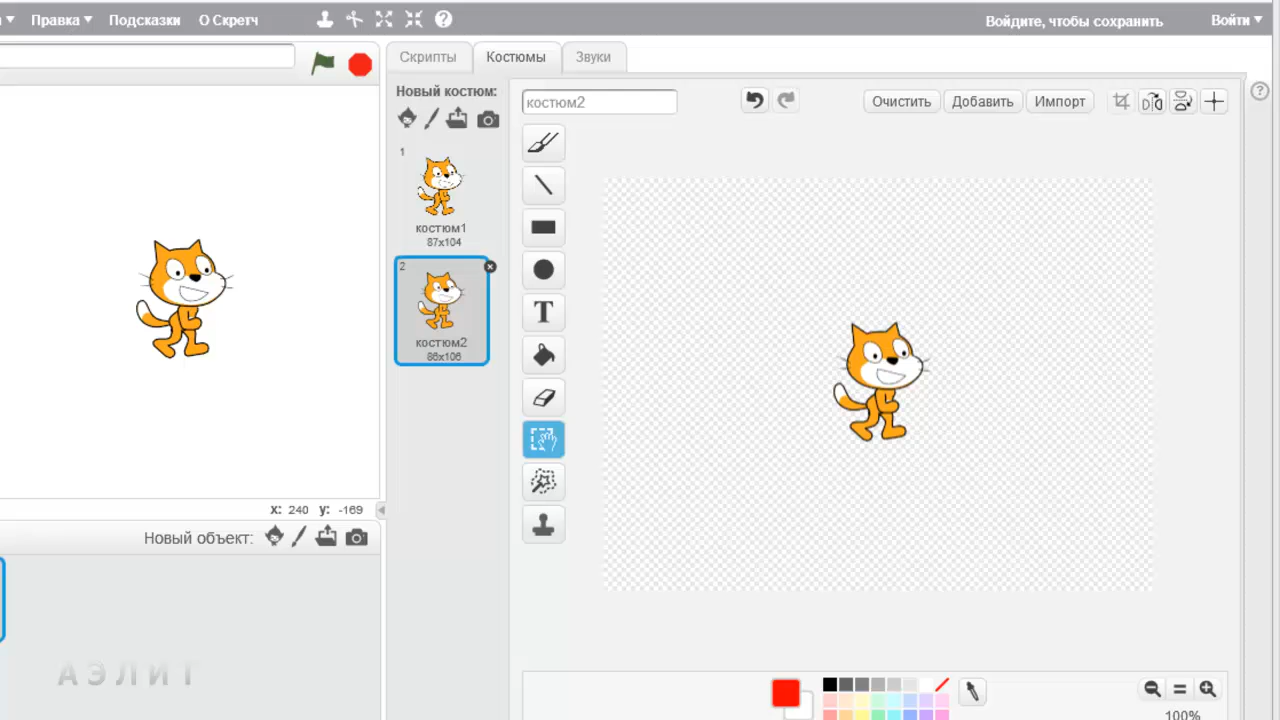 Правка Подсказки О Скретч Войдите, чтобы сохранить Войти
Скрипты Костюмы Звуки
Новый костюм:
костюм2 Очистить Добавить Импорт
1
костюм1
87x104
2
костюм2
86x106
T
x: 240 y: -169
Новый объект:
АЭЛИТ
100%